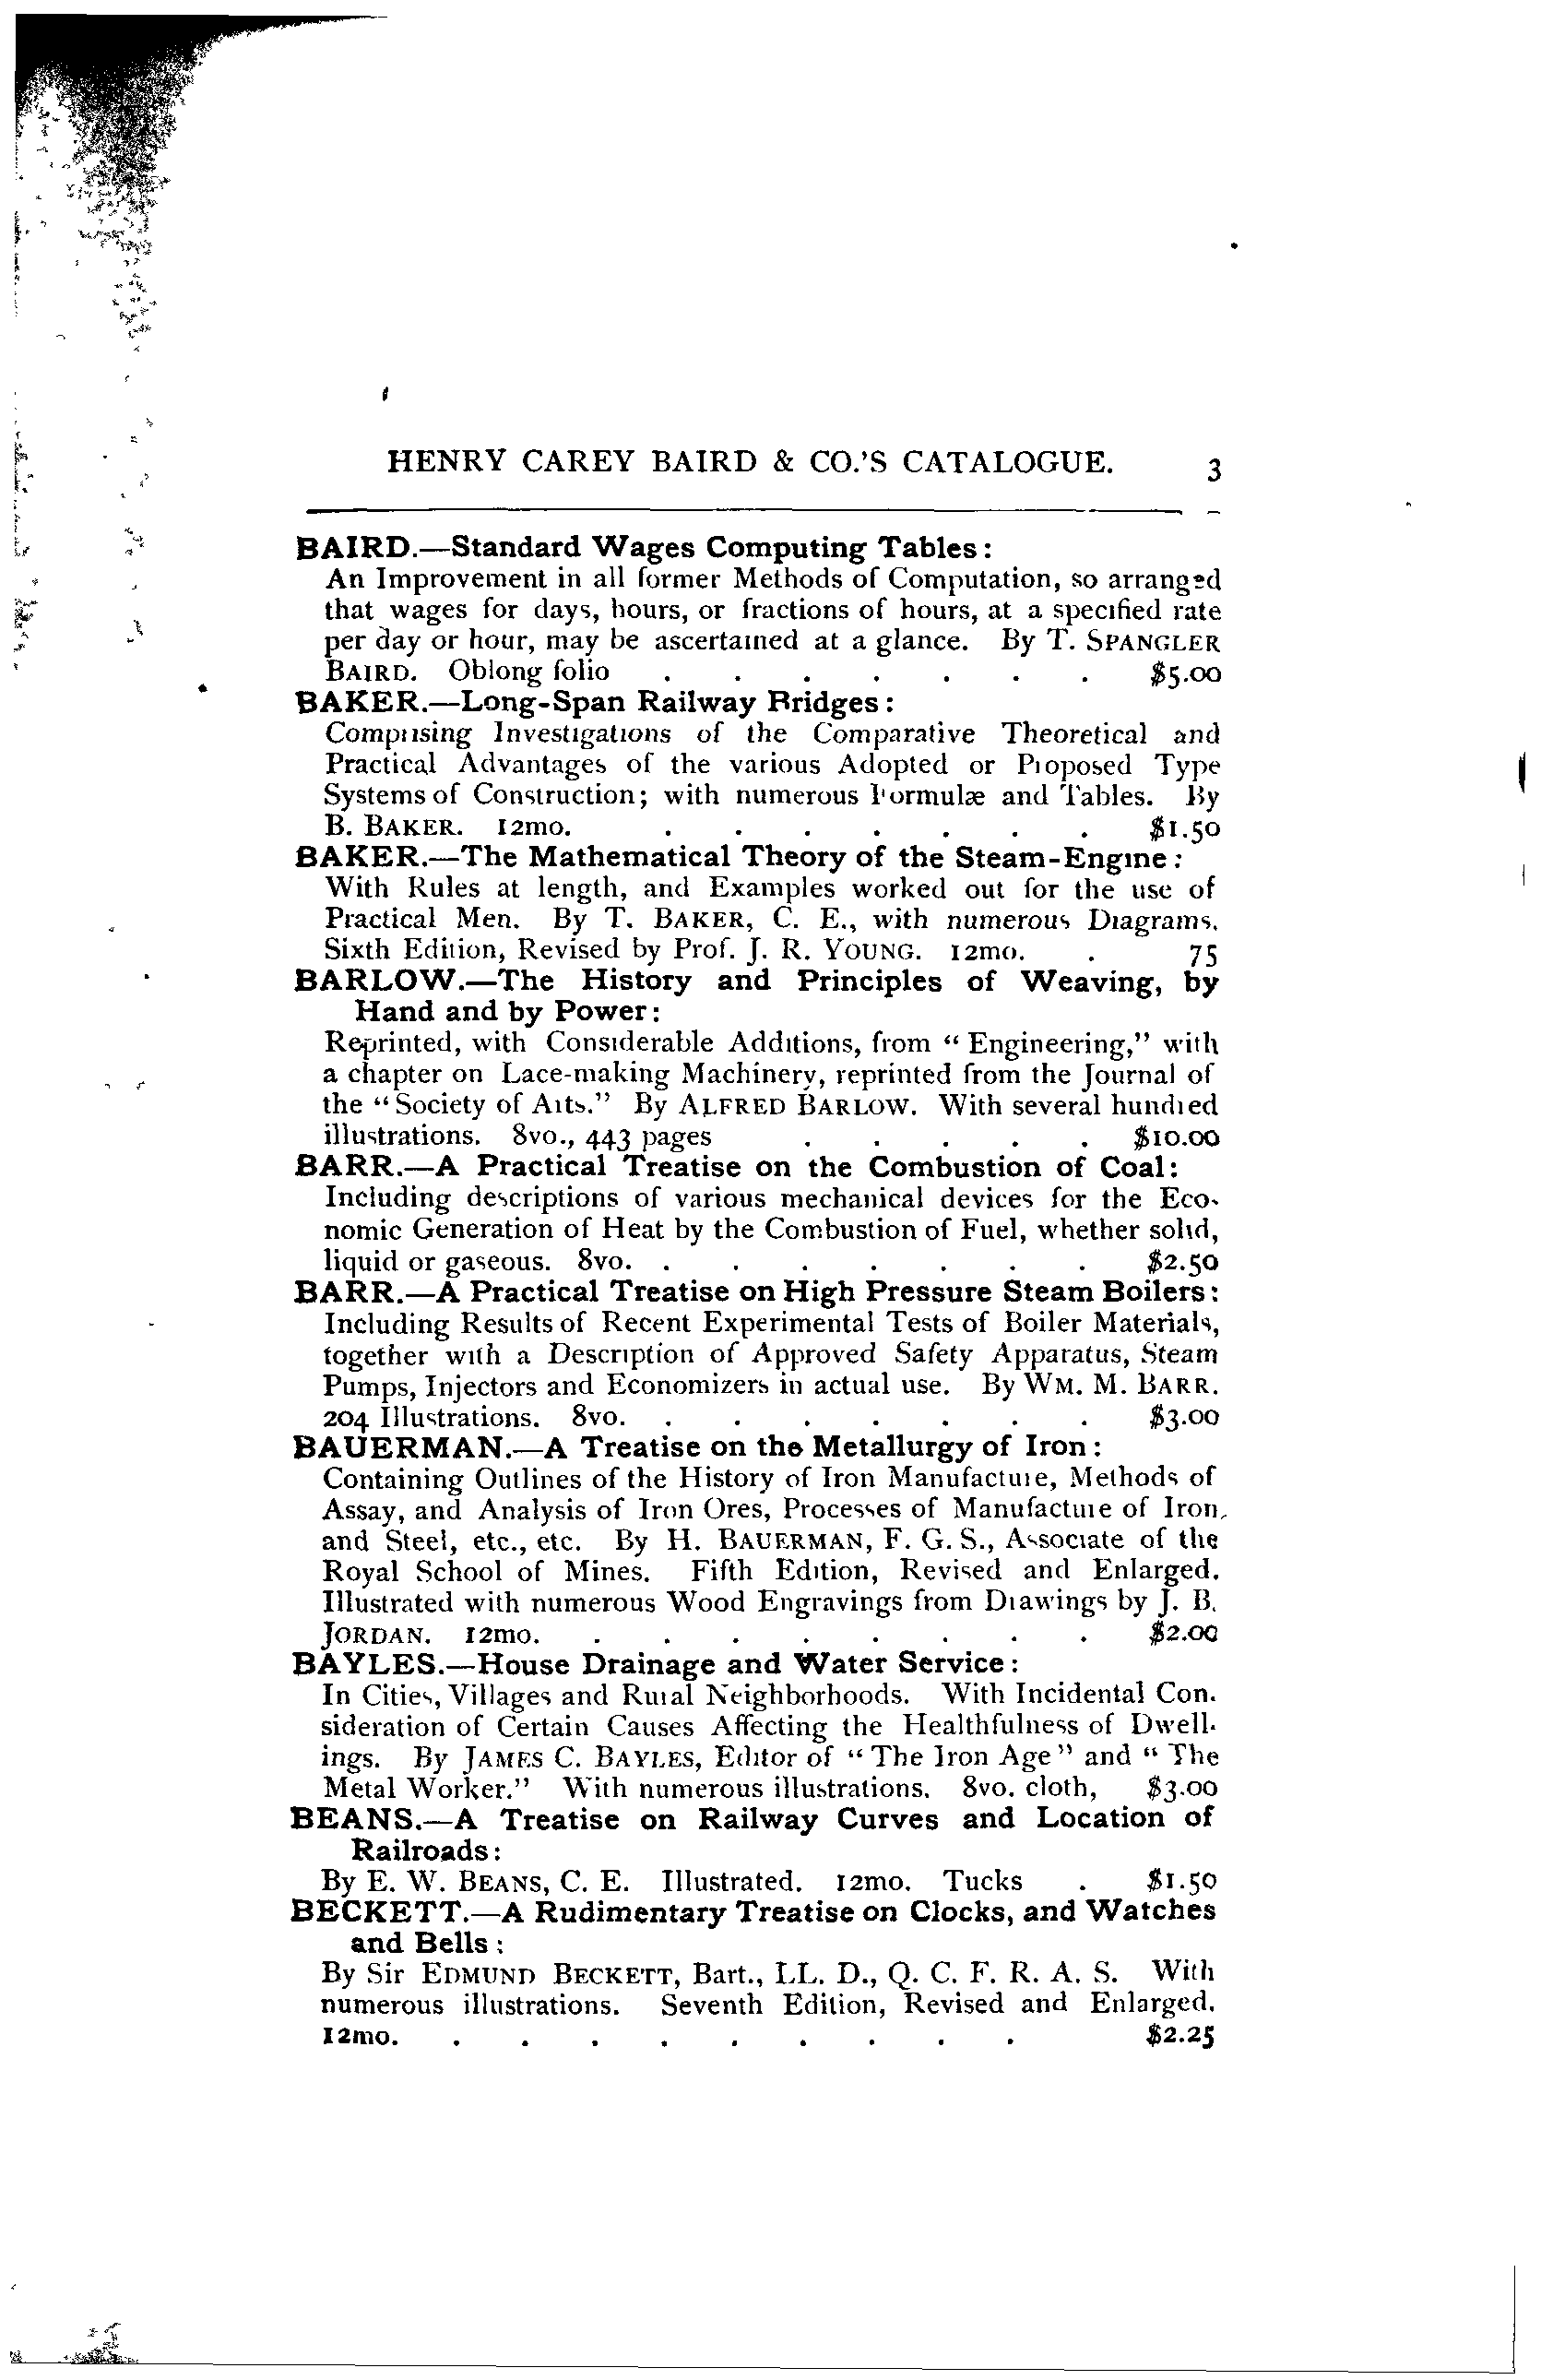 HENRY CAREY BAIRD & CO.'S CATALOGUE. 3
BAIRD.—Standard Wages Computing Tables:
An Improvement in all former Methods of Computation, so arranged
that wages for days, hours, or fractions of hours, at a specified rate
per day or hour, may be ascertained at a glance. By T. SPANGLER
BAIRD. Oblong folio . . . . . . . $5.00
BAKER.—Long-Span Railway Bridges:
Comprising Investigations of the Comparative Theoretical and
Practical Advantages of the various Adopted or Proposed Type
Systems of Construction; with numerous Formulæ and Tables. By
B. BAKER. 12mo. . . . . . . . $1.50
BAKER.—The Mathematical Theory of the Steam-Engine:
With Rules at length, and Examples worked out for the use of
Practical Men. By T. BAKER, C. E., with numerous Diagrams.
Sixth Edition, Revised by Prof. J. R. YOUNG. 12mo. . 75
BARLOW.—The History and Principles of Weaving, by
Hand and by Power:
Reprinted, with Considerable Additions, from "Engineering," with
a chapter on Lace-making Machinery, reprinted from the Journal of
the "Society of Arts." By ALFRED BARLOW. With several hundred
illustrations. 8vo., 443 pages . . . . . $10.00
BARR.—A Practical Treatise on the Combustion of Coal:
Including descriptions of various mechanical devices for the Eco-
nomic Generation of Heat by the Combustion of Fuel, whether solid,
liquid or gaseous. 8vo. . . . . . . . $2.50
BARR.—A Practical Treatise on High Pressure Steam Boilers:
Including Results of Recent Experimental Tests of Boiler Materials,
together with a Description of Approved Safety Apparatus, Steam
Pumps, Injectors and Economizers in actual use. By WM. M. BARR.
204 Illustrations. 8vo. . . . . . . . $3.00
BAUERMAN.—A Treatise on the Metallurgy of Iron:
Containing Outlines of the History of Iron Manufacture, Methods of
Assay, and Analysis of Iron Ores, Processes of Manufacture of Iron,
and Steel, etc., etc. By H. BAUERMAN, F. G. S., Associate of the
Royal School of Mines. Fifth Edition, Revised and Enlarged.
Illustrated with numerous Wood Engravings from Drawings by J. B.
JORDAN. 12mo. . . . . . . . . $2.00
BAYLES.—House Drainage and Water Service:
In Cities, Villages and Rural Neighborhoods. With Incidental Con-
sideration of Certain Causes Affecting the Healthfulness of Dwell-
ings. By JAMES C. BAYLES, Editor of "The Iron Age" and "The
Metal Worker." With numerous illustrations. 8vo. cloth, $3.00
BEANS.—A Treatise on Railway Curves and Location of
Railroads:
By E. W. BEANS, C. E. Illustrated. 12mo. Tucks . $1.50
BECKETT.—A Rudimentary Treatise on Clocks, and Watches
and Bells:
By Sir EDMUND BECKETT, Bart., LL. D., Q. C. F. R. A. S. With
numerous illustrations. Seventh Edition, Revised and Enlarged.
12mo. . . . . . . . . . $2.25